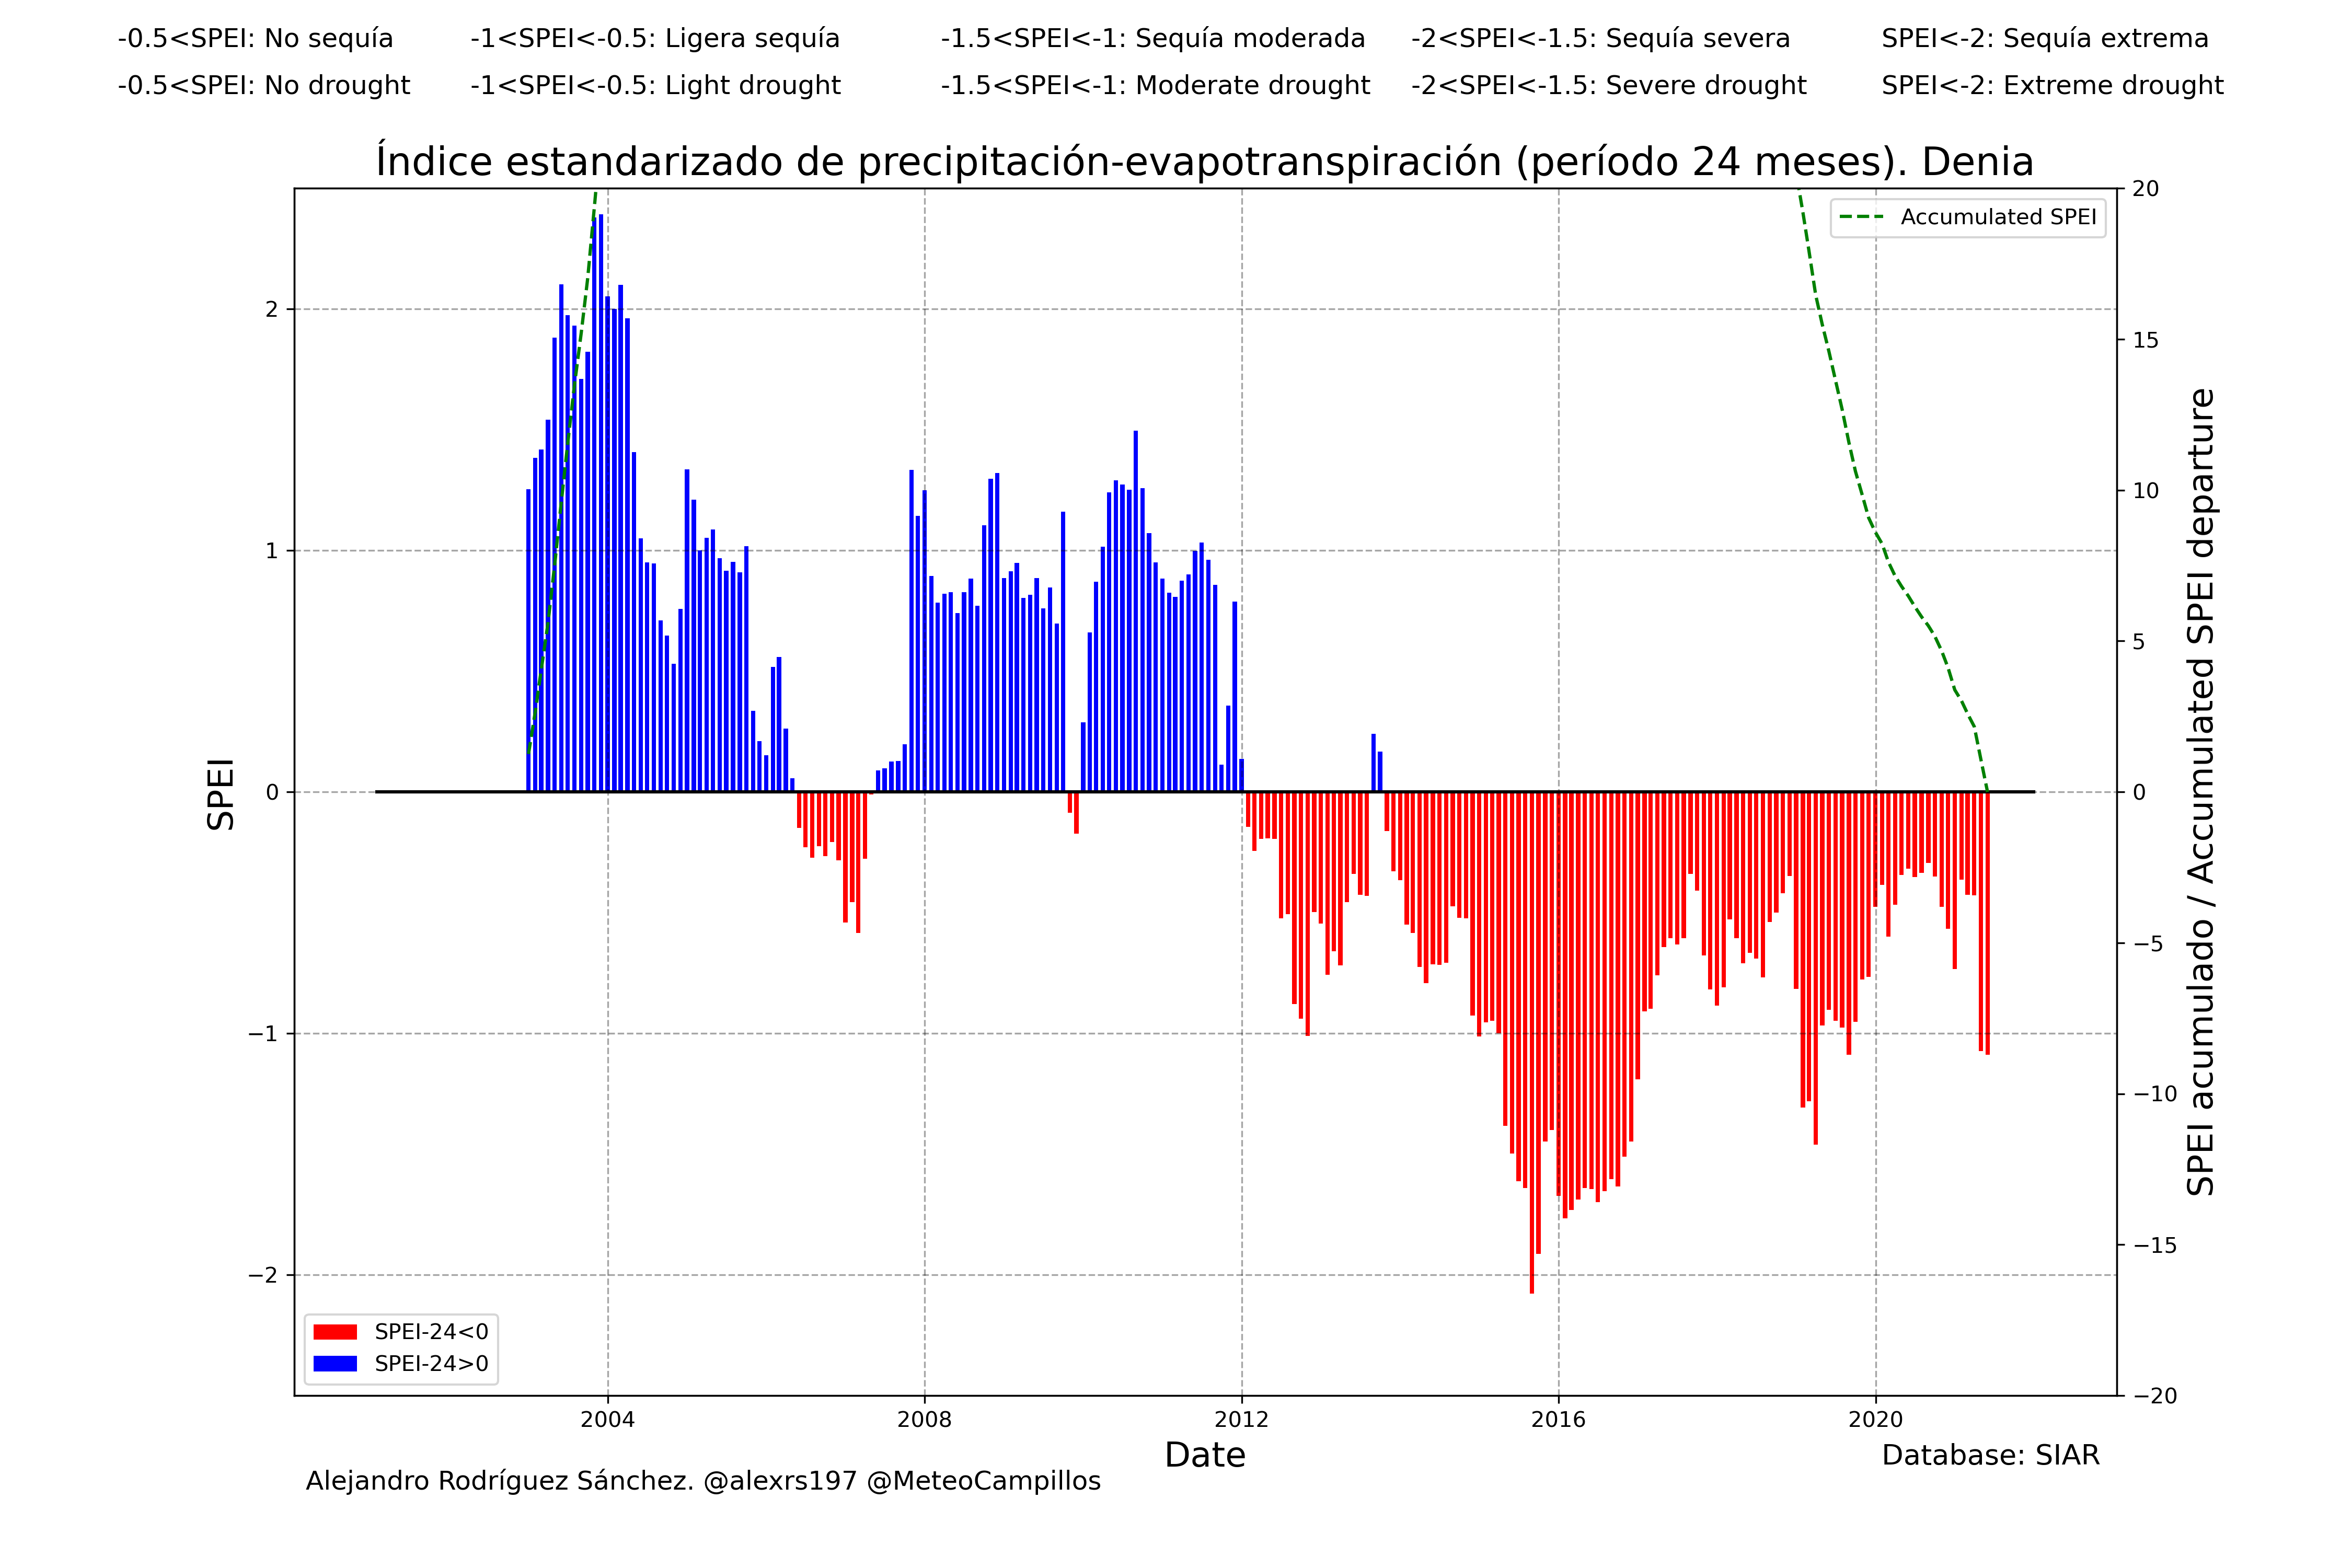 -0.5<SPEI: No sequía -1<SPEI<-0.5: Ligera sequía -1.5<SPEI<-1: Sequía moderada -2<SPEI<-1.5: Sequía severa SPEI<-2: Sequía extrema
-0.5<SPEI: No drought -1<SPEI<-0.5: Light drought -1.5<SPEI<-1: Moderate drought -2<SPEI<-1.5: Severe drought SPEI<-2: Extreme drought
Índice estandarizado de precipitación-evapotranspiración (período 24 meses). Denia
SPEI
2
1
0
−1
−2
Accumulated SPEI
20
15
10
5
0
−5
−10
−15
−20
SPEI acumulado / Accumulated SPEI departure
SPEI-24<0
SPEI-24>0
2004 2008 2012 2016 2020
Date
Database: SIAR
Alejandro Rodríguez Sánchez. @alexrs197 @MeteoCampillos